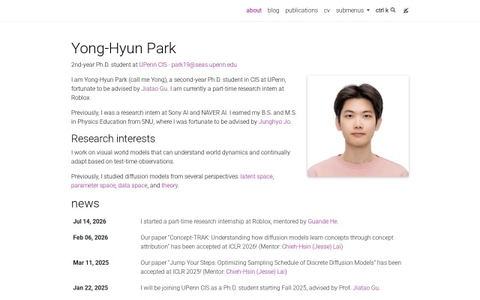 about blog publications cv submenus ctrl k
Yong-Hyun Park
2nd-year Ph.D. student at UPenn CIS · park19@seas.upenn.edu
I am Yong-Hyun Park (call me Yong), a second-year Ph.D. student in CIS at UPenn,
fortunate to be advised by Jiatao Gu. I am currently a part-time research intern at
Roblox.
Previously, I was a research intern at Sony AI and NAVER AI. I earned my B.S. and M.S.
in Physics Education from SNU, where I was fortunate to be advised by Junghyo Jo.
Research interests
I work on visual world models that can understand world dynamics and continually
adapt based on test-time observations.
Previously, I studied diffusion models from several perspectives: latent space,
parameter space, data space, and theory.
news
Jul 14, 2026 I started a part-time research internship at Roblox, mentored by Guande He.
Feb 06, 2026 Our paper "Concept-TRAK: Understanding how diffusion models learn concepts through concept
attribution" has been accepted at ICLR 2026! (Mentor: Chieh-Hsin (Jesse) Lai)
Mar 11, 2025 Our paper "Jump Your Steps: Optimizing Sampling Schedule of Discrete Diffusion Models" has been
accepted at ICLR 2025! (Mentor: Chieh-Hsin (Jesse) Lai)
Jan 22, 2025 I will be joining UPenn CIS as a Ph.D. student starting Fall 2025, advised by Prof. Jiatao Gu.